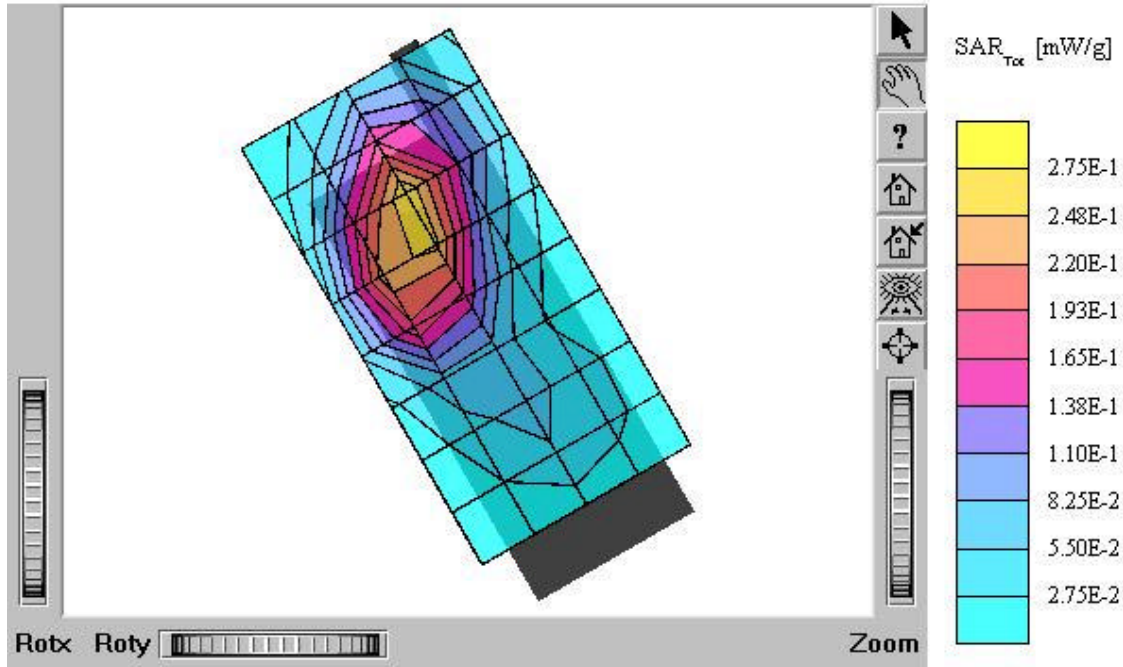 SAR_Tot [mW/g]
?
2.75E-1
2.48E-1
2.20E-1
1.93E-1
1.65E-1
1.38E-1
1.10E-1
8.25E-2
5.50E-2
2.75E-2
Rotx Roty Zoom